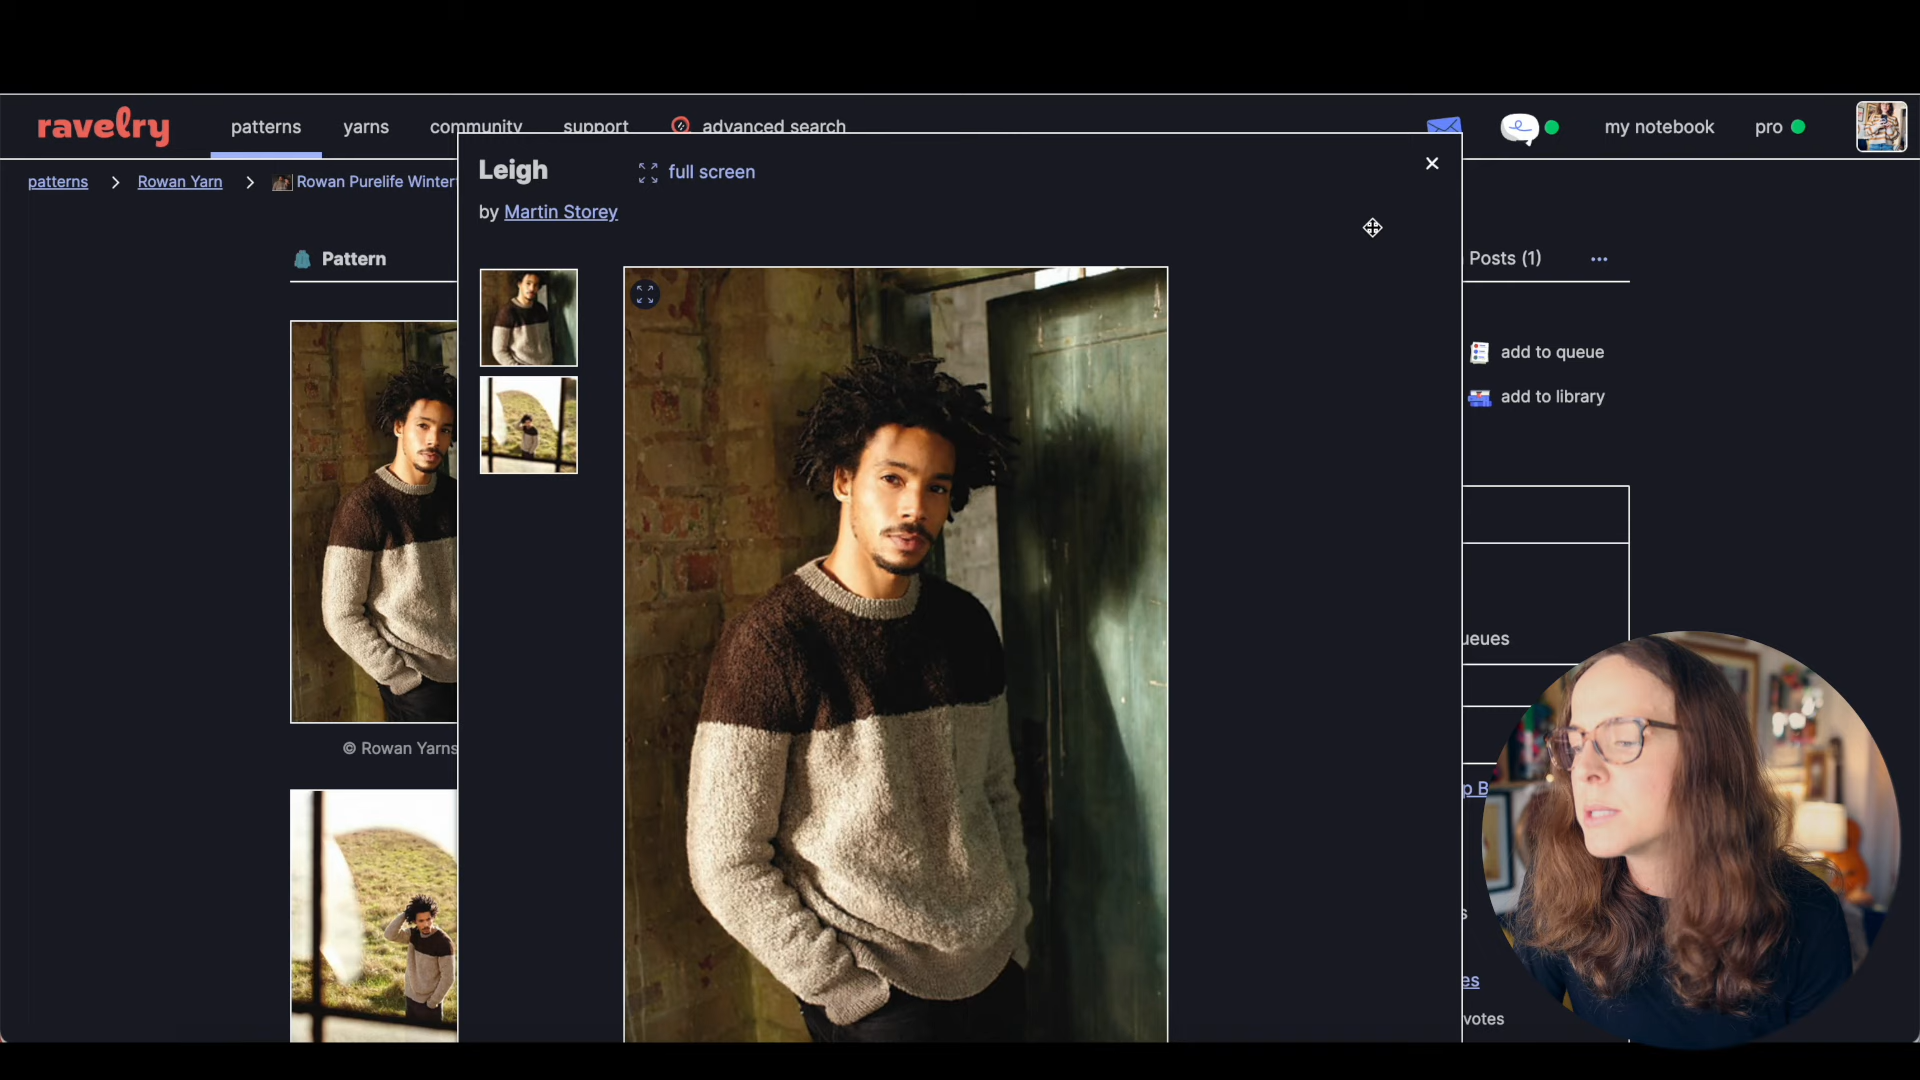 ravelry
patterns yarns community support advanced search my notebook pro
patterns > Rowan Yarn > Rowan Purelife Winter
Leigh full screen
by Martin Storey
Pattern
Posts (1) ...
add to queue
add to library
© Rowan Yarns
ueues
p B
s
es
votes